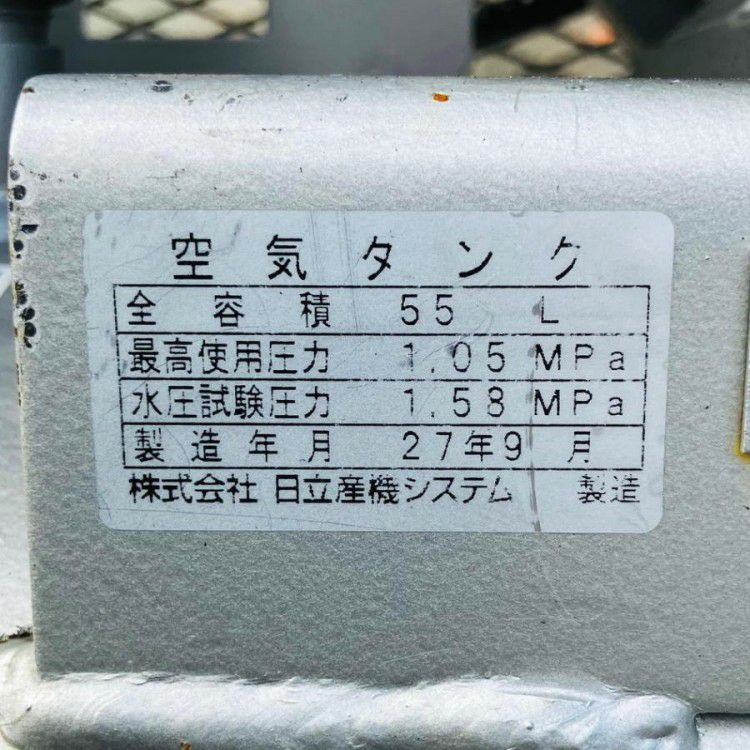 空気タンク
全容積 55 L
最高使用圧力 1.05 MPa
水圧試験圧力 1.58 MPa
製造年月 27年9月
株式会社 日立産機システム 製造